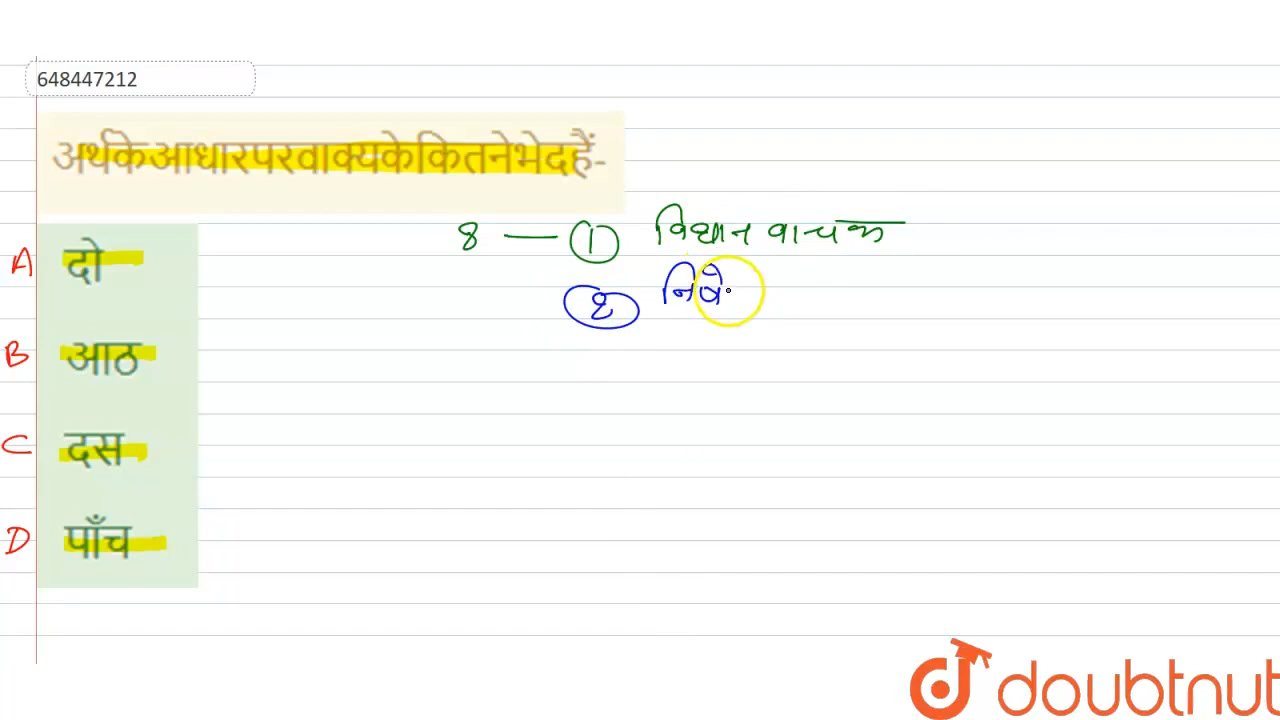 648447212
अर्थकेआधारपरवाक्यकेकितनेभेदहैं-
8 — 1 विधान वाचक
A दो
2 निषे
B आठ
C दस
D पाँच
doubtnut